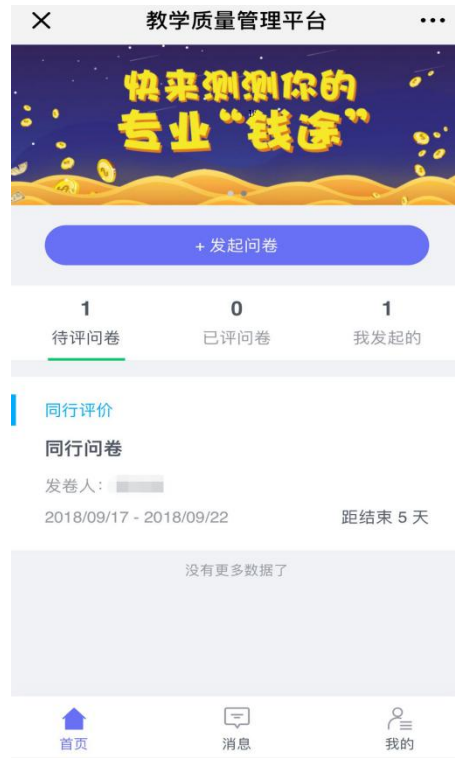 教学质量管理平台
快来测测你的
专业“钱途”
+ 发起问卷
1 0 1
待评问卷 已评问卷 我发起的
同行评价
同行问卷
发卷人：
2018/09/17 - 2018/09/22 距结束 5 天
没有更多数据了
首页 消息 我的